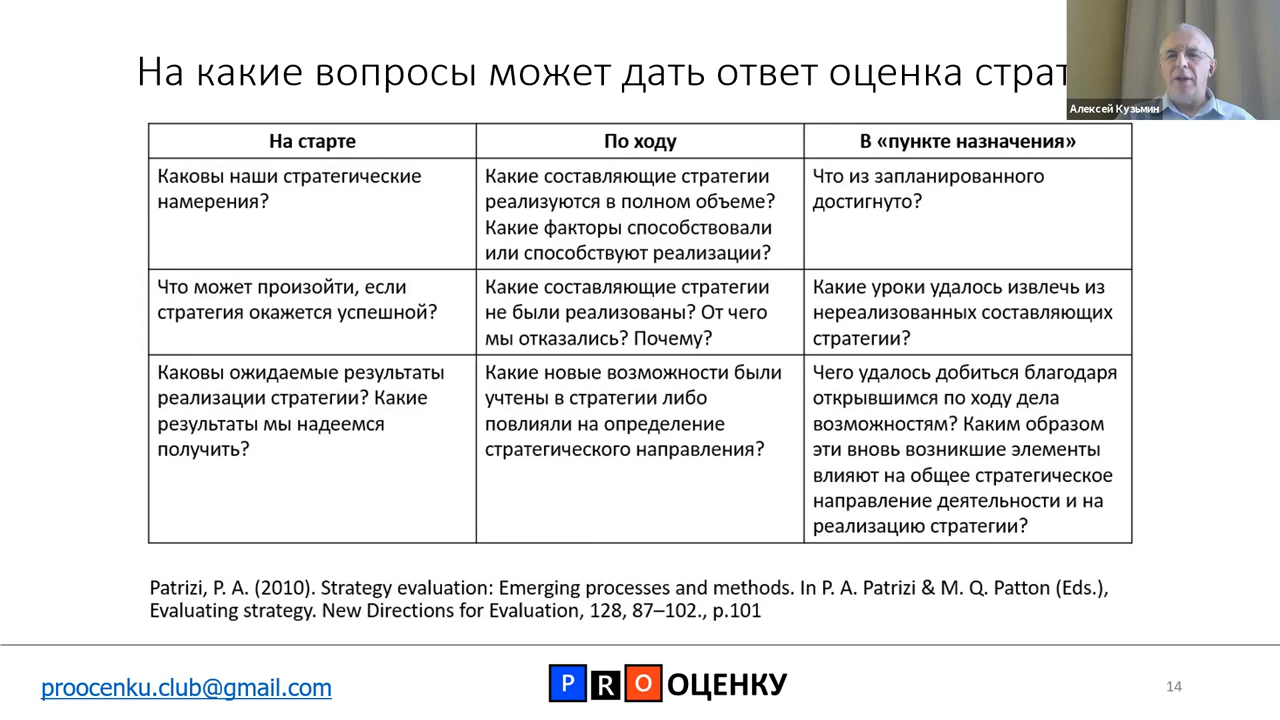 На какие вопросы может дать ответ оценка
Алексей Кузьмин
На старте
По ходу
В «пункте назначения»
Каковы наши стратегические
намерения?
Какие составляющие стратегии
реализуются в полном объеме?
Какие факторы способствовали
или способствуют реализации?
Что из запланированного
достигнуто?
Что может произойти, если
стратегия окажется успешной?
Какие составляющие стратегии
не были реализованы? От чего
мы отказались? Почему?
Какие уроки удалось извлечь из
нереализованных составляющих
стратегии?
Каковы ожидаемые результаты
реализации стратегии? Какие
результаты мы надеемся
получить?
Какие новые возможности были
учтены в стратегии либо
повлияли на определение
стратегического направления?
Чего удалось добиться благодаря
открывшимся по ходу дела
возможностям? Каким образом
эти вновь возникшие элементы
влияют на общее стратегическое
направление деятельности и на
реализацию стратегии?
Patrizi, P. A. (2010). Strategy evaluation: Emerging processes and methods. In P. A. Patrizi & M. Q. Patton (Eds.),
Evaluating strategy. New Directions for Evaluation, 128, 87–102., p.101
proocenku.club@gmail.com
PRO ОЦЕНКУ
14